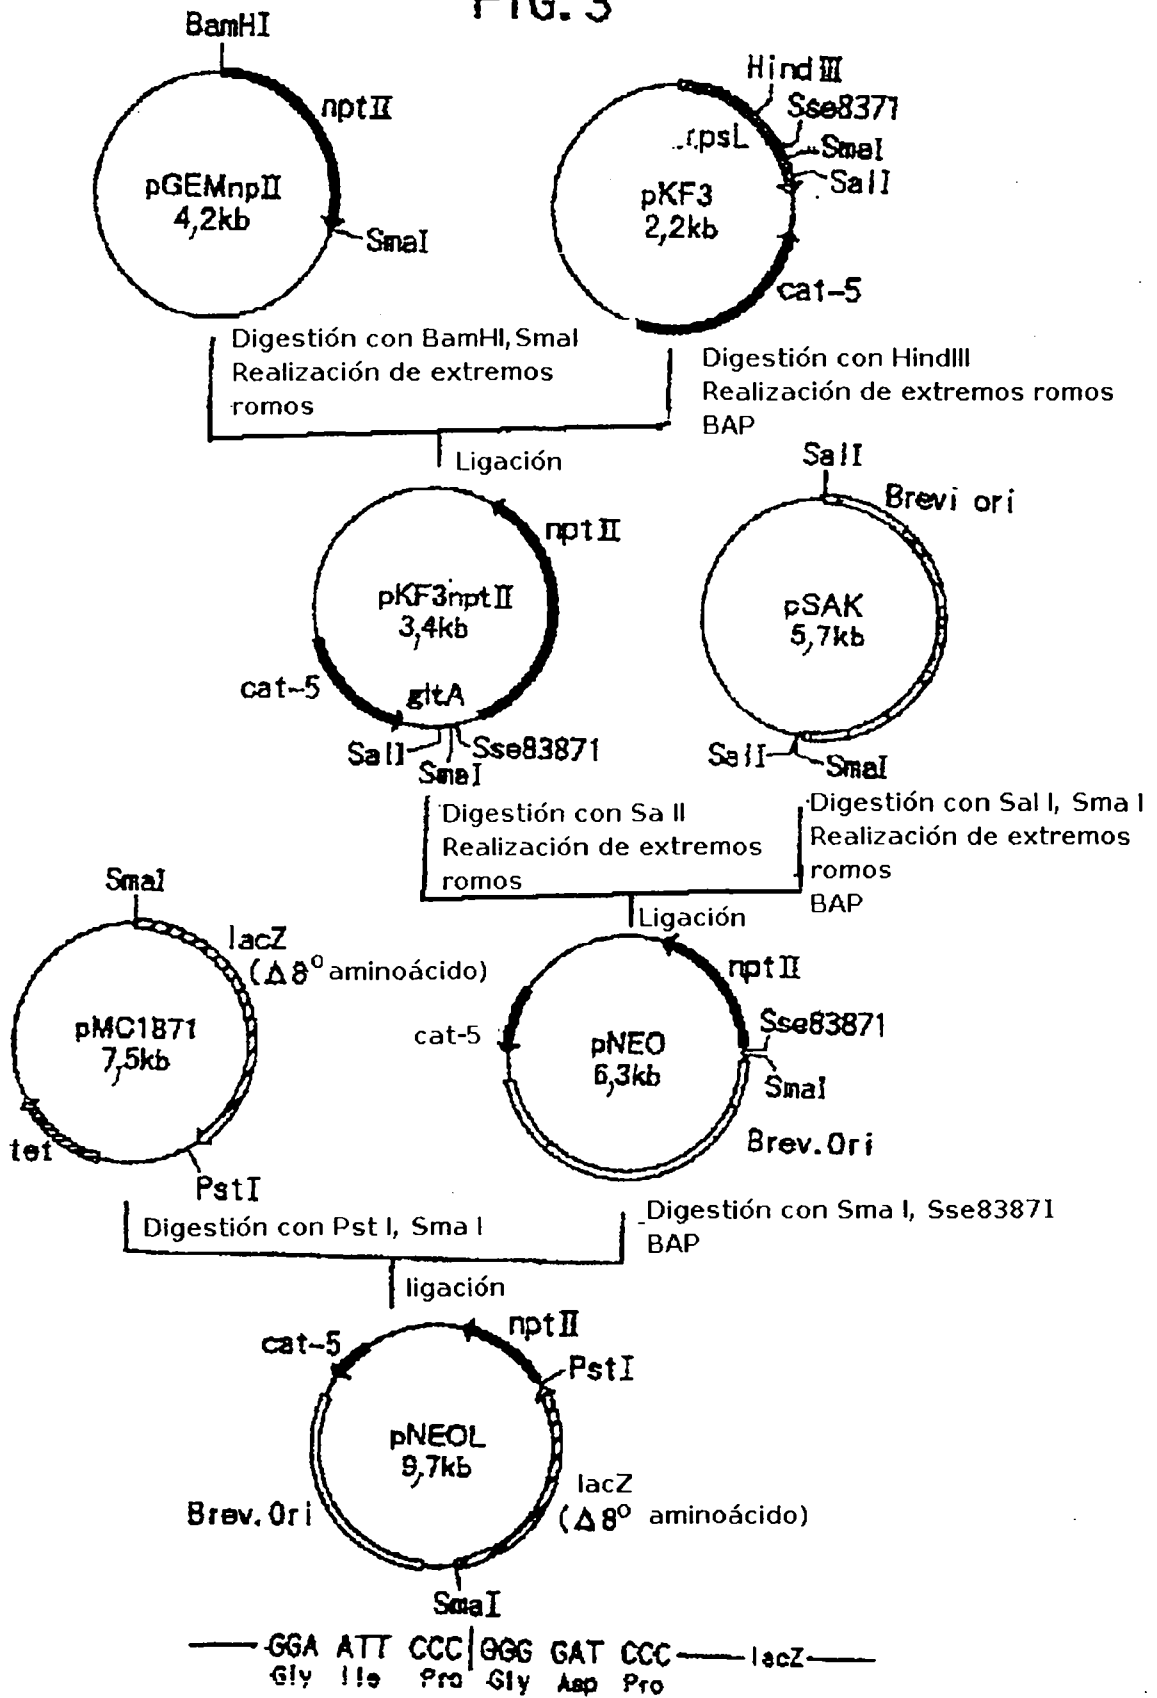 FIG. 3
BamHI
nptII
pGEMnpII
4,2kb
SmaI
HindIII
Sse8371
rpsL
SmaI
SalI
pKF3
2,2kb
cat-5
Digestión con BamHI, SmaI
Realización de extremos
romos
Digestión con HindIII
Realización de extremos romos
BAP
Ligación
nptII
pKF3nptII
3,4kb
cat-5
gltA
SalI
SmaI
Sse83871
SalI
Brevi ori
pSAK
5,7kb
SalI
SmaI
Digestión con Sa II
Realización de extremos
romos
Digestión con Sal I, Sma I
Realización de extremos
romos
BAP
Ligación
SmaI
lacZ
(Δ8º aminoácido)
pMC1871
7,5kb
tet
PstI
nptII
cat-5
Sse83871
pNEO
6,3kb
SmaI
Brev.Ori
Digestión con Pst I, Sma I
Digestión con Sma I, Sse8387I
BAP
ligación
nptII
cat-5
PstI
pNEOL
9,7kb
lacZ
(Δ8º aminoácido)
Brev.Ori
SmaI
GGA ATT CCC GGG GAT CCC lacZ
Gly Ile Pro Gly Asp Pro